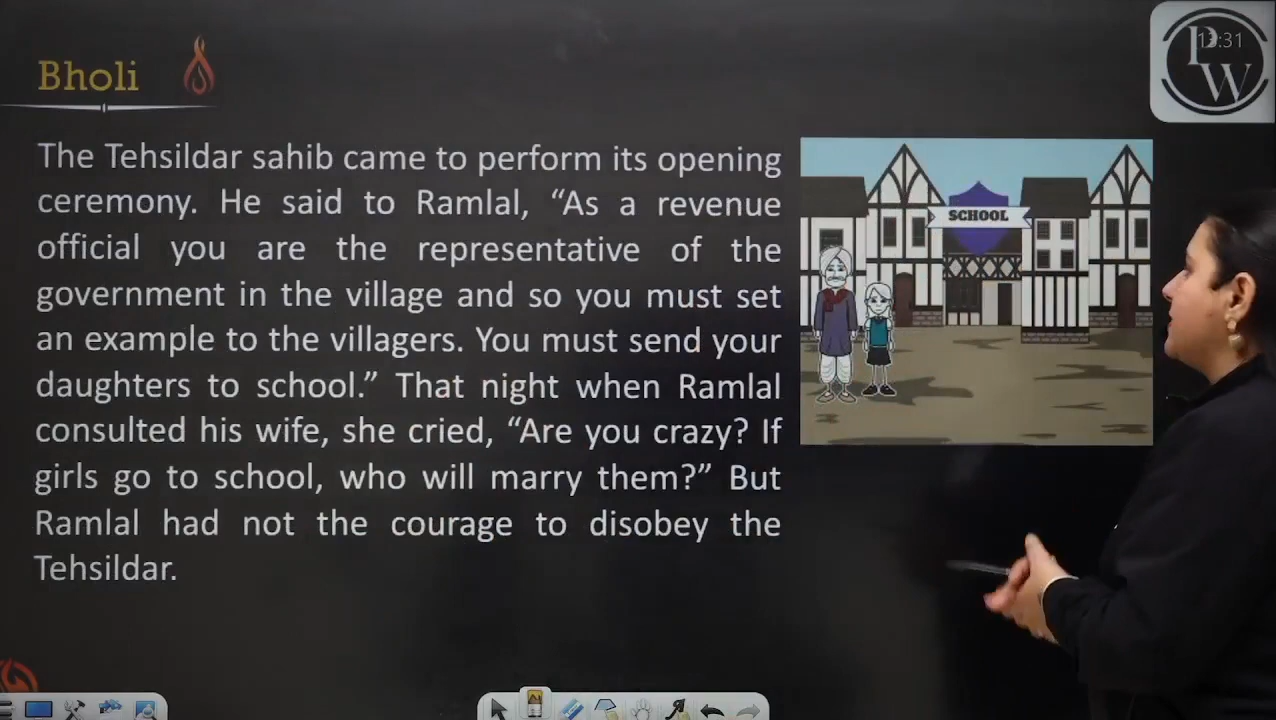 Bholi
13:31
PW
The Tehsildar sahib came to perform its opening
ceremony. He said to Ramlal, “As a revenue
official you are the representative of the
government in the village and so you must set
an example to the villagers. You must send your
daughters to school.” That night when Ramlal
consulted his wife, she cried, “Are you crazy? If
girls go to school, who will marry them?” But
Ramlal had not the courage to disobey the
Tehsildar.
SCHOOL